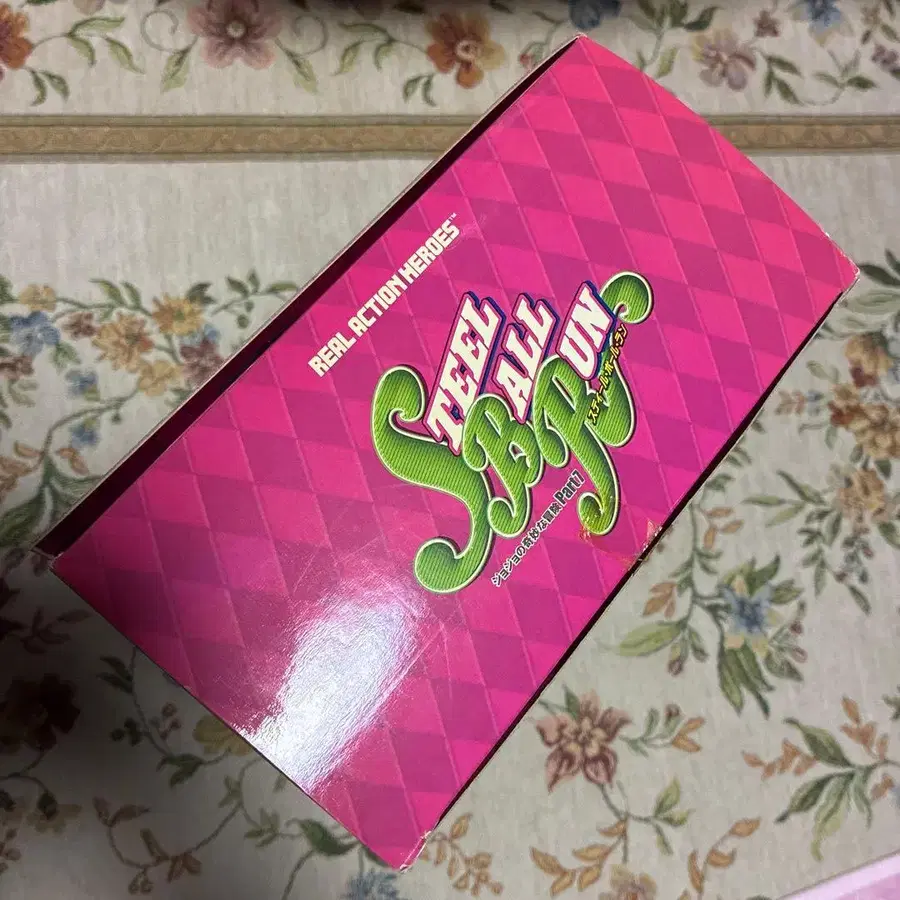 REAL ACTION HEROES™
STEEL
BALL
RUN
スティール・ボール・ラン
ジョジョの奇妙な冒険 Part7